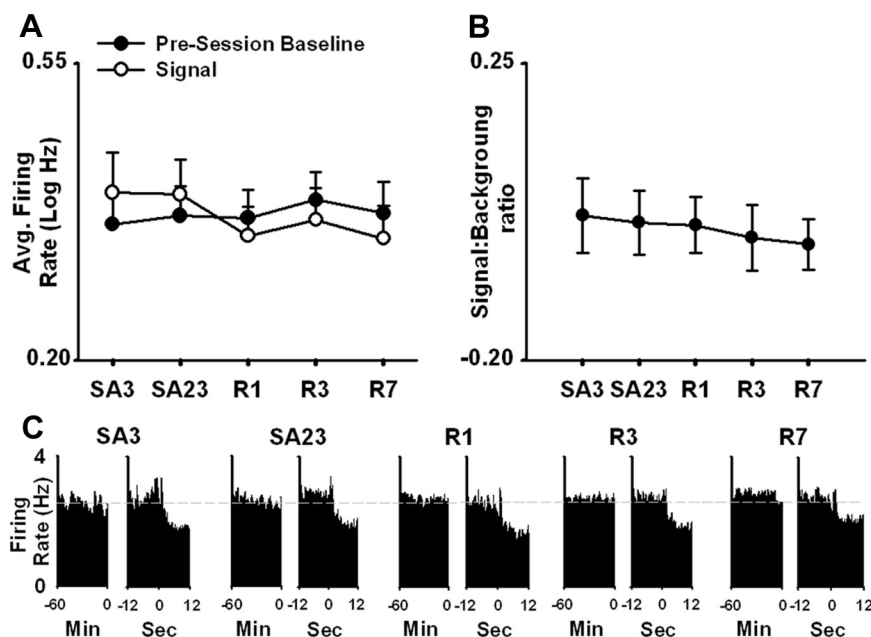 A
Pre-Session Baseline
Signal
0.55
Avg. Firing
Rate (Log Hz)
0.20
SA3 SA23 R1 R3 R7
B
0.25
Signal:Backgroung
ratio
-0.20
SA3 SA23 R1 R3 R7
C
SA3 SA23 R1 R3 R7
4
Firing
Rate (Hz)
0
-60 0 -12 0 12 -60 0 -12 0 12 -60 0 -12 0 12 -60 0 -12 0 12 -60 0 -12 0 12
Min Sec Min Sec Min Sec Min Sec Min Sec